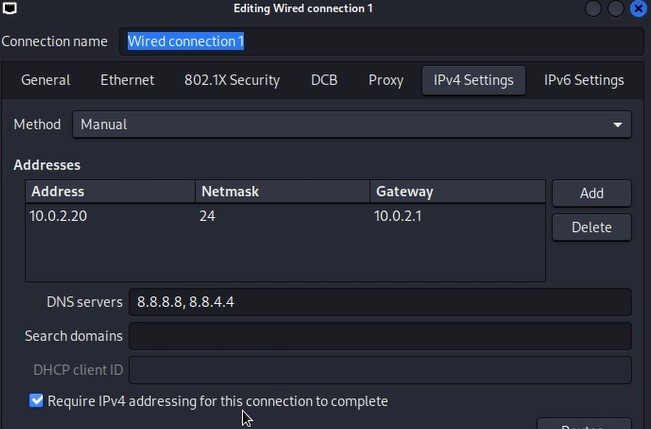 Editing Wired connection 1
Connection name Wired connection 1
General Ethernet 802.1X Security DCB Proxy IPv4 Settings IPv6 Settings
Method Manual
Addresses
Address Netmask Gateway Add
10.0.2.20 24 10.0.2.1
Delete
DNS servers 8.8.8.8, 8.8.4.4
Search domains
DHCP client ID
Require IPv4 addressing for this connection to complete